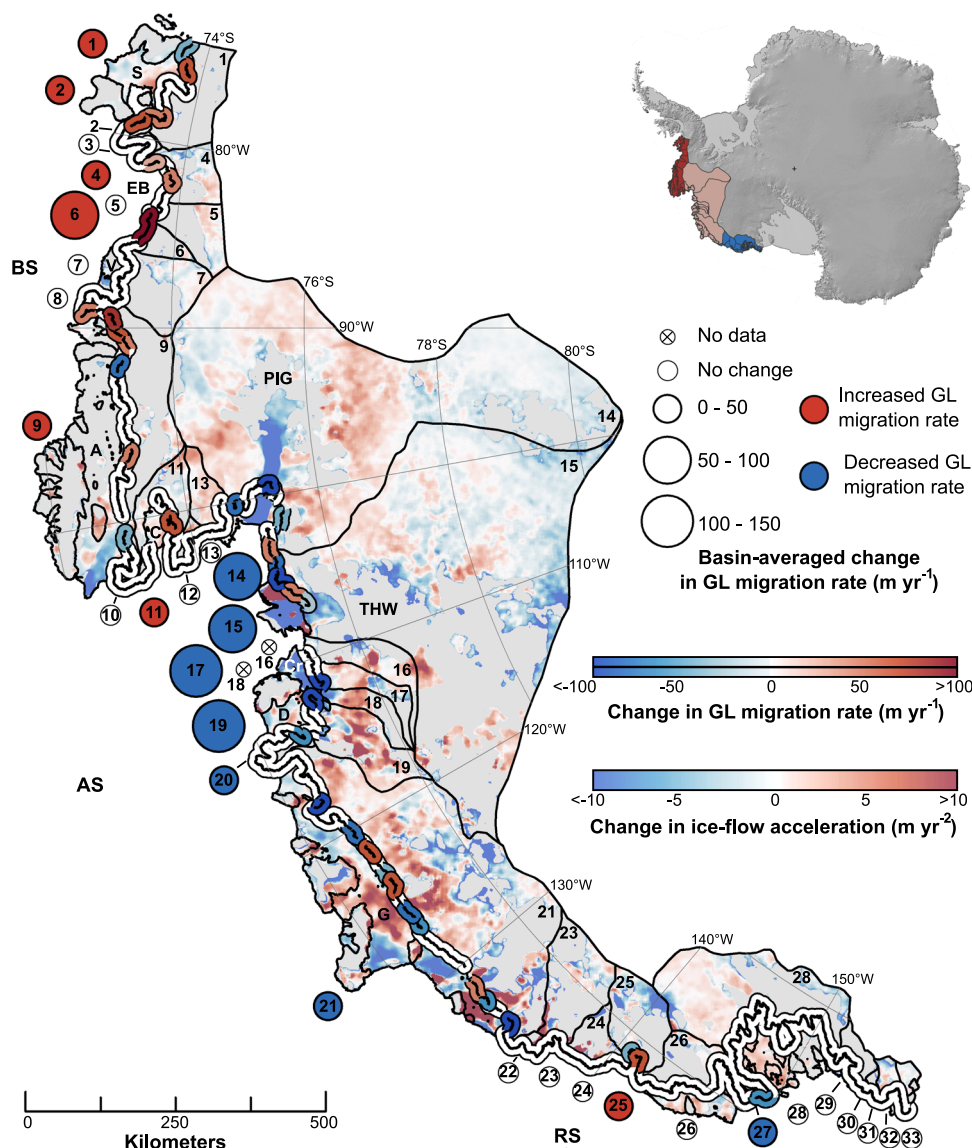 74°S
1
1
S
2
2
3
80°W
4
4
EB
5
5
6
6
BS
7
7
8
76°S
90°W
78°S
80°S
9
PIG
14
15
9
A
11
13
C
13
12
10
11
14
15
THW
110°W
16
Cr
17
18
16
17
18
D
19
19
120°W
20
AS
G
21
130°W
21
23
25
24
26
140°W
28
150°W
22
23
24
25
26
27
28
29
30
31
32
33
RS
0
250
500
Kilometers
No data
No change
0 - 50
50 - 100
100 - 150
Increased GL
migration rate
Decreased GL
migration rate
Basin-averaged change
in GL migration rate (m yr⁻¹)
<-100 -50 0 50 >100
Change in GL migration rate (m yr⁻¹)
<-10 -5 0 5 >10
Change in ice-flow acceleration (m yr⁻²)